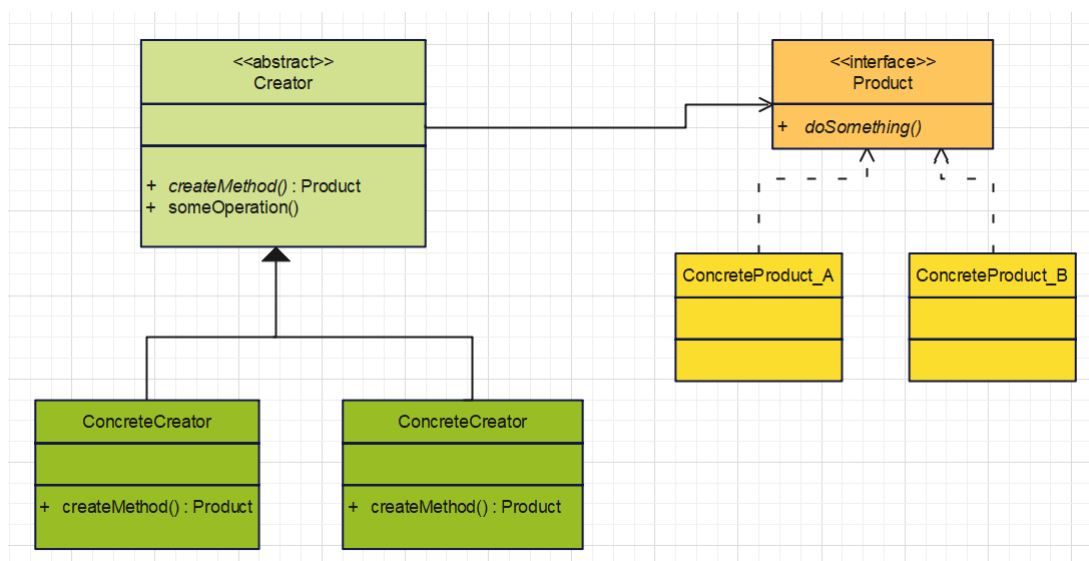 <<abstract>>
Creator
+ createMethod() : Product
+ someOperation()
<<interface>>
Product
+ doSomething()
ConcreteProduct_A
ConcreteProduct_B
ConcreteCreator
+ createMethod() : Product
ConcreteCreator
+ createMethod() : Product